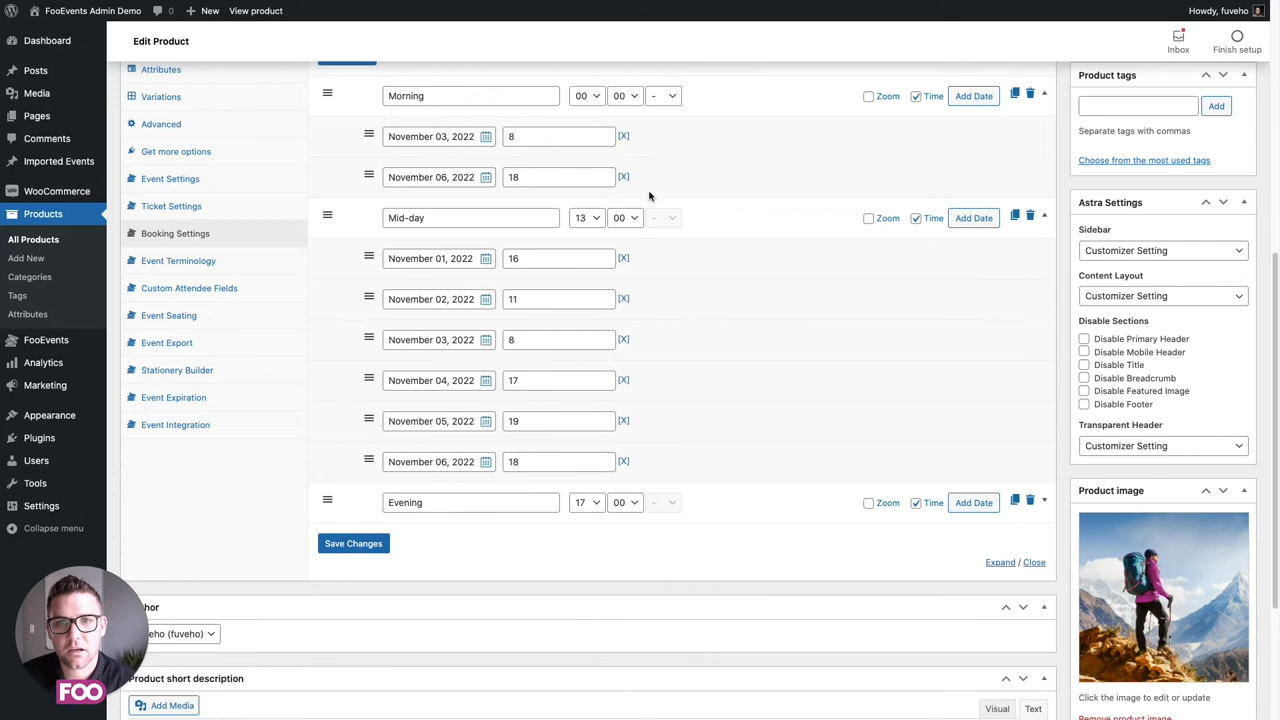 FooEvents Admin Demo 0 New View product Howdy, fuveho
Edit Product Inbox Finish setup
Dashboard
Posts
Media
Pages
Comments
Imported Events
WooCommerce
Products
All Products
Add New
Categories
Tags
Attributes
FooEvents
Analytics
Marketing
Appearance
Plugins
Users
Tools
Settings
Collapse menu
Attributes
Variations
Advanced
Get more options
Event Settings
Ticket Settings
Booking Settings
Event Terminology
Custom Attendee Fields
Event Seating
Event Export
Stationery Builder
Event Expiration
Event Integration
Morning 00 00 - Zoom Time Add Date
November 03, 2022 8 [X]
November 06, 2022 18 [X]
Mid-day 13 00 - Zoom Time Add Date
November 01, 2022 16 [X]
November 02, 2022 11 [X]
November 03, 2022 8 [X]
November 04, 2022 17 [X]
November 05, 2022 19 [X]
November 06, 2022 18 [X]
Evening 17 00 - Zoom Time Add Date
Save Changes
Expand / Close
hor
veho (fuveho)
Product short description
Add Media Visual Text
FOO
Product tags
Add
Separate tags with commas
Choose from the most used tags
Astra Settings
Sidebar
Customizer Setting
Content Layout
Customizer Setting
Disable Sections
Disable Primary Header
Disable Mobile Header
Disable Title
Disable Breadcrumb
Disable Featured Image
Disable Footer
Transparent Header
Customizer Setting
Product image
Click the image to edit or update
Remove product image